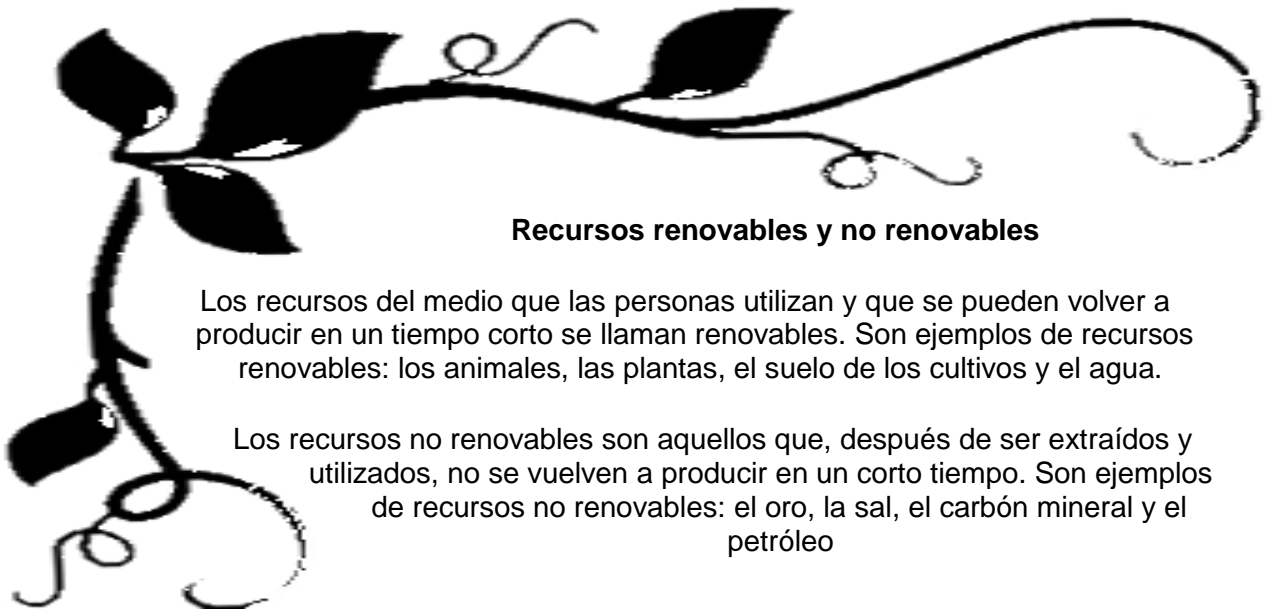 Recursos renovables y no renovables
Los recursos del medio que las personas utilizan y que se pueden volver a
producir en un tiempo corto se llaman renovables. Son ejemplos de recursos
renovables: los animales, las plantas, el suelo de los cultivos y el agua.
Los recursos no renovables son aquellos que, después de ser extraídos y
utilizados, no se vuelven a producir en un corto tiempo. Son ejemplos
de recursos no renovables: el oro, la sal, el carbón mineral y el
petróleo